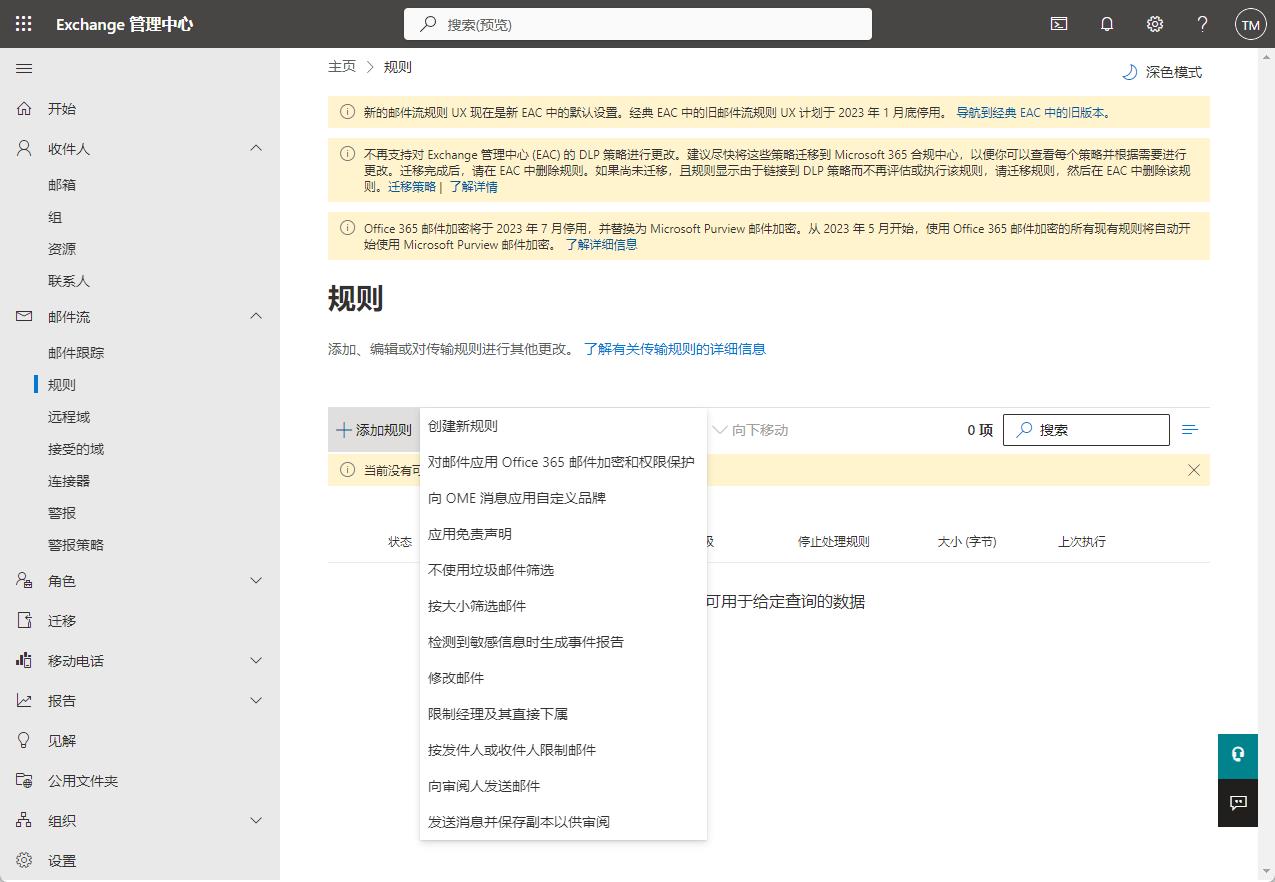 Exchange 管理中心
搜索(预览)
TM
主页 > 规则
深色模式
开始
收件人
邮箱
组
资源
联系人
邮件流
邮件跟踪
规则
远程域
接受的域
连接器
警报
警报策略
角色
迁移
移动电话
报告
见解
公用文件夹
组织
设置
新的邮件流规则 UX 现在是新 EAC 中的默认设置。经典 EAC 中的旧邮件流规则 UX 计划于 2023 年 1 月底停用。 导航到经典 EAC 中的旧版本。
不再支持对 Exchange 管理中心 (EAC) 的 DLP 策略进行更改。建议尽快将这些策略迁移到 Microsoft 365 合规中心，以便你可以查看每个策略并根据需要进行
更改。迁移完成后，请在 EAC 中删除规则。如果尚未迁移，且规则显示由于链接到 DLP 策略而不再评估或执行该规则，请迁移规则，然后在 EAC 中删除该规
则。迁移策略 | 了解详情
Office 365 邮件加密将于 2023 年 7 月停用，并替换为 Microsoft Purview 邮件加密。从 2023 年 5 月开始，使用 Office 365 邮件加密的所有现有规则将自动开
始使用 Microsoft Purview 邮件加密。 了解详细信息
规则
添加、编辑或对传输规则进行其他更改。 了解有关传输规则的详细信息
添加规则
向下移动
0 项
搜索
当前没有可
状态
级
停止处理规则
大小 (字节)
上次执行
可用于给定查询的数据
创建新规则
对邮件应用 Office 365 邮件加密和权限保护
向 OME 消息应用自定义品牌
应用免责声明
不使用垃圾邮件筛选
按大小筛选邮件
检测到敏感信息时生成事件报告
修改邮件
限制经理及其直接下属
按发件人或收件人限制邮件
向审阅人发送邮件
发送消息并保存副本以供审阅